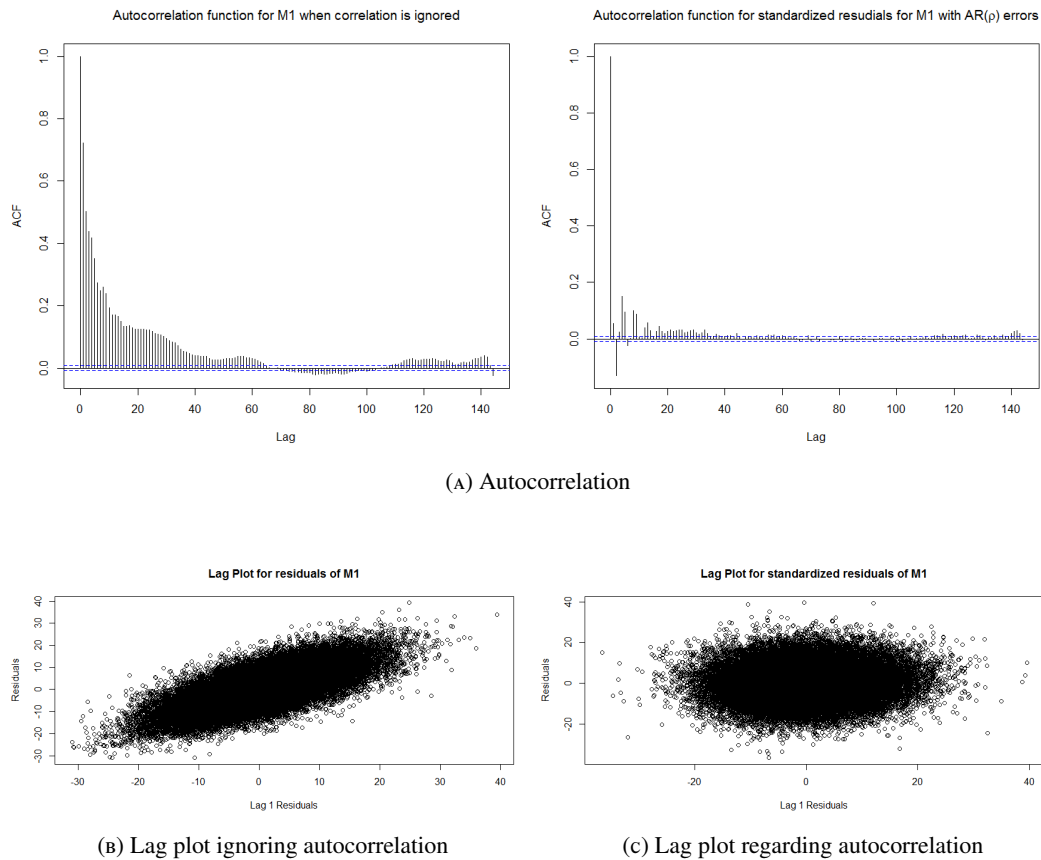 Autocorrelation function for M1 when correlation is ignored
Autocorrelation function for standardized resudials for M1 with AR(ρ) errors
ACF
1.0
0.8
0.6
0.4
0.2
0.0
0 20 40 60 80 100 120 140
Lag
ACF
1.0
0.8
0.6
0.4
0.2
0.0
0 20 40 60 80 100 120 140
Lag
(A) Autocorrelation
Lag Plot for residuals of M1
Residuals
40
30
20
10
0
-10
-20
-30
-30 -20 -10 0 10 20 30 40
Lag 1 Residuals
Lag Plot for standardized residuals of M1
Residuals
40
20
0
-20
-20 0 20 40
Lag 1 Residuals
(B) Lag plot ignoring autocorrelation
(C) Lag plot regarding autocorrelation